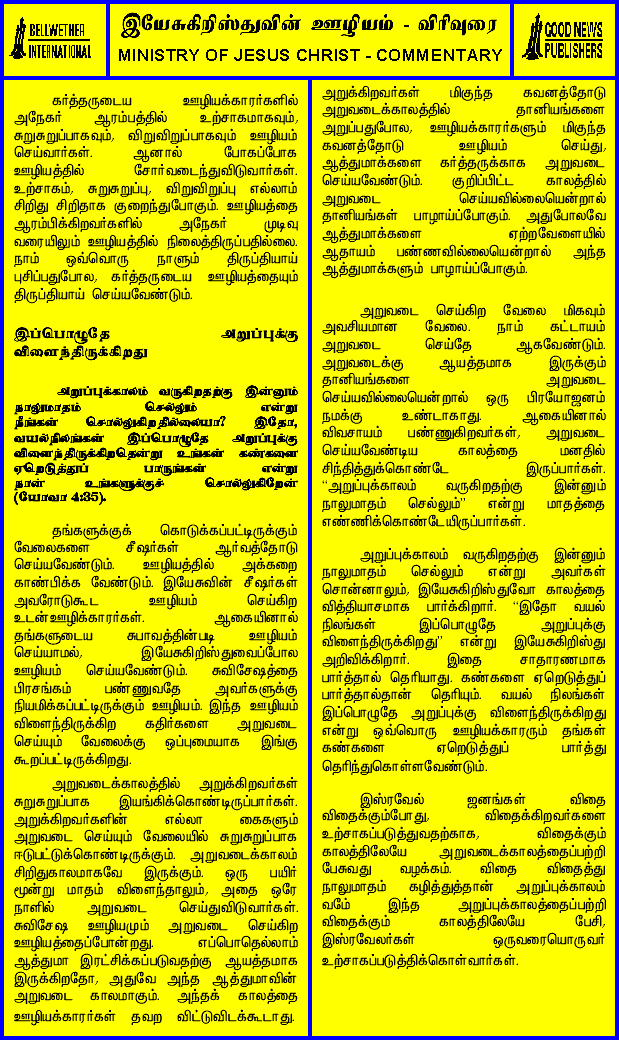 BELLWETHER
INTERNATIONAL
இயேசுகிறிஸ்துவின் ஊழியம் - விரிவுரை
MINISTRY OF JESUS CHRIST - COMMENTARY
GOOD NEWS
PUBLISHERS
கர்த்தருடைய ஊழியக்காரர்களில்
அநேகர் ஆரம்பத்தில் உற்சாகமாகவும்,
சுறுசுறுப்பாகவும், விறுவிறுப்பாகவும் ஊழியம்
செய்வார்கள். ஆனால் போகப்போக
ஊழியத்தில் சோர்வடைந்துவிடுவார்கள்.
உற்சாகம், சுறுசுறுப்பு, விறுவிறுப்பு எல்லாம்
சிறிது சிறிதாக குறைந்துபோகும். ஊழியத்தை
ஆரம்பிக்கிறவர்களில் அநேகர் முடிவு
வரையிலும் ஊழியத்தில் நிலைத்திருப்பதில்லை.
நாம் ஒவ்வொரு நாளும் திருப்தியாய்
புசிப்பதுபோல, கர்த்தருடைய ஊழியத்தையும்
திருப்தியாய் செய்யவேண்டும்.
இப்பொழுதே அறுப்புக்கு
விளைந்திருக்கிறது
அறுப்புக்காலம் வருகிறதற்கு இன்னும்
நாலுமாதம் செல்லும் என்று
நீங்கள் சொல்லுகிறதில்லையா? இதோ,
வயல்நிலங்கள் இப்பொழுதே அறுப்புக்கு
விளைந்திருக்கிறதென்று உங்கள் கண்களை
ஏறெடுத்துப் பாருங்கள் என்று
நான் உங்களுக்குச் சொல்லுகிறேன்
(யோவா 4:35).
தங்களுக்குக் கொடுக்கப்பட்டிருக்கும்
வேலைகளை சீஷர்கள் ஆர்வத்தோடு
செய்யவேண்டும். ஊழியத்தில் அக்கறை
காண்பிக்க வேண்டும். இயேசுவின் சீஷர்கள்
அவரோடுகூட ஊழியம் செய்கிற
உடன்ஊழிக்காரர்கள். ஆகையினால்
தங்களுடைய சுபாவத்தின்படி ஊழியம்
செய்யாமல், இயேசுகிறிஸ்துவைப்போல
ஊழியம் செய்யவேண்டும். சுவிசேஷத்தை
பிரசங்கம் பண்ணுவதே அவர்களுக்கு
நியமிக்கப்பட்டிருக்கும் ஊழியம். இந்த ஊழியம்
விளைந்திருக்கிற கதிர்களை அறுவடை
செய்யும் வேலைக்கு ஒப்புமையாக இங்கு
கூறப்பட்டிருக்கிறது.
அறுவடைக்காலத்தில் அறுக்கிறவர்கள்
சுறுசுறுப்பாக இயங்கிக்கொண்டிருப்பார்கள்.
அறுக்கிறவர்களின் எல்லா கைகளும்
அறுவடை செய்யும் வேலையில் சுறுசுறுப்பாக
ஈடுபட்டுக்கொண்டிருக்கும். அறுவடைக்காலம்
சிறிதுகாலமாகவே இருக்கும். ஒரு பயிர்
மூன்று மாதம் விளைந்தாலும், அதை ஒரே
நாளில் அறுவடை செய்துவிடுவார்கள்.
சுவிசேஷ ஊழியமும் அறுவடை செய்கிற
ஊழியத்தைப்போன்றது. எப்பொதெல்லாம்
ஆத்துமா இரட்சிக்கப்படுவதற்கு ஆயத்தமாக
இருக்கிறதோ, அதுவே அந்த ஆத்துமாவின்
அறுவடை காலமாகும். அந்தக் காலத்தை
ஊழியக்காரர்கள் தவற விட்டுவிடக்கூடாது.
அறுக்கிறவர்கள் மிகுந்த கவனத்தோடு
அறுவடைக்காலத்தில் தானியங்களை
அறுப்பதுபோல, ஊழியக்காரர்களும் மிகுந்த
கவனத்தோடு ஊழியம் செய்து,
ஆத்துமாக்களை கர்த்தருக்காக அறுவடை
செய்யவேண்டும். குறிப்பிட்ட காலத்தில்
அறுவடை செய்யவில்லையென்றால்
தானியங்கள் பாழாய்ப்போகும். அதுபோலவே
ஆத்துமாக்களை ஏற்றவேளையில்
ஆதாயம் பண்ணவில்லையென்றால் அந்த
ஆத்துமாக்களும் பாழாய்ப்போகும்.
அறுவடை செய்கிற வேலை மிகவும்
அவசியமான வேலை. நாம் கட்டாயம்
அறுவடை செய்தே ஆகவேண்டும்.
அறுவடைக்கு ஆயத்தமாக இருக்கும்
தானியங்களை அறுவடை
செய்யவில்லையென்றால் ஒரு பிரயோஜனம்
நமக்கு உண்டாகாது. ஆகையினால்
விவசாயம் பண்ணுகிறவர்கள், அறுவடை
செய்யவேண்டிய காலத்தை மனதில்
சிந்தித்துக்கொண்டே இருப்பார்கள்.
“அறுப்புக்காலம் வருகிறதற்கு இன்னும்
நாலுமாதம் செல்லும்” என்று மாதத்தை
எண்ணிக்கொண்டேயிருப்பார்கள்.
அறுப்புக்காலம் வருகிறதற்கு இன்னும்
நாலுமாதம் செல்லும் என்று அவர்கள்
சொன்னாலும், இயேசுகிறிஸ்துவோ காலத்தை
வித்தியாசமாக பார்க்கிறார். “இதோ வயல்
நிலங்கள் இப்பொழுதே அறுப்புக்கு
விளைந்திருக்கிறது” என்று இயேசுகிறிஸ்து
அறிவிக்கிறார். இதை சாதாரணமாக
பார்த்தால் தெரியாது. கண்களை ஏறெடுத்துப்
பார்த்தால்தான் தெரியும். வயல் நிலங்கள்
இப்பொழுதே அறுப்புக்கு விளைந்திருக்கிறது
என்று ஒவ்வொரு ஊழியக்காரரும் தங்கள்
கண்களை ஏறெடுத்துப் பார்த்து
தெரிந்துகொள்ளவேண்டும்.
இஸ்ரவேல் ஜனங்கள் விதை
விதைக்கும்போது, விதைக்கிறவர்களை
உற்சாகப்படுத்துவதற்காக, விதைக்கும்
காலத்திலேயே அறுவடைக்காலத்தைப்பற்றி
பேசுவது வழக்கம். விதை விதைத்து
நாலுமாதம் கழித்துத்தான் அறுப்புக்காலம்
வமே் இந்த அறுப்புக்காலத்தைப்பற்றி
விதைக்கும் காலத்திலேயே பேசி,
இஸ்ரவேலர்கள் ஒருவரையொருவர்
உற்சாகப்படுத்திக்கொள்வார்கள்.